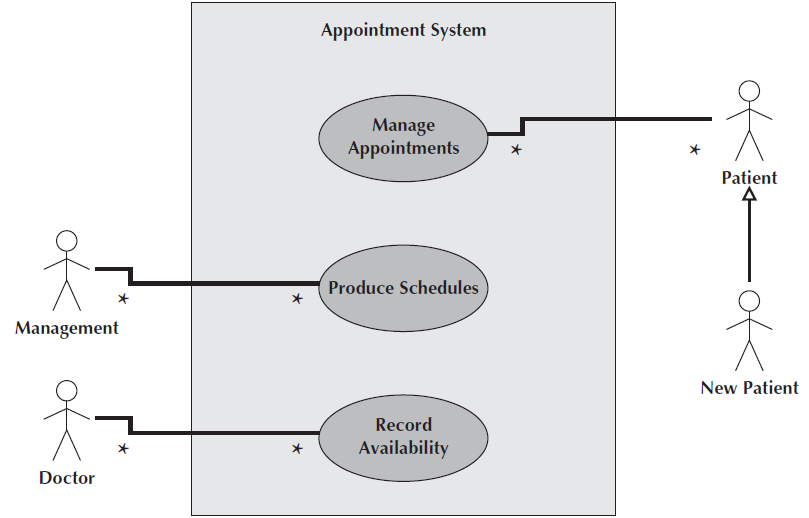 Appointment System
Manage
Appointments
*
*
Patient
Produce Schedules
*
*
Management
New Patient
Record
Availability
*
*
Doctor